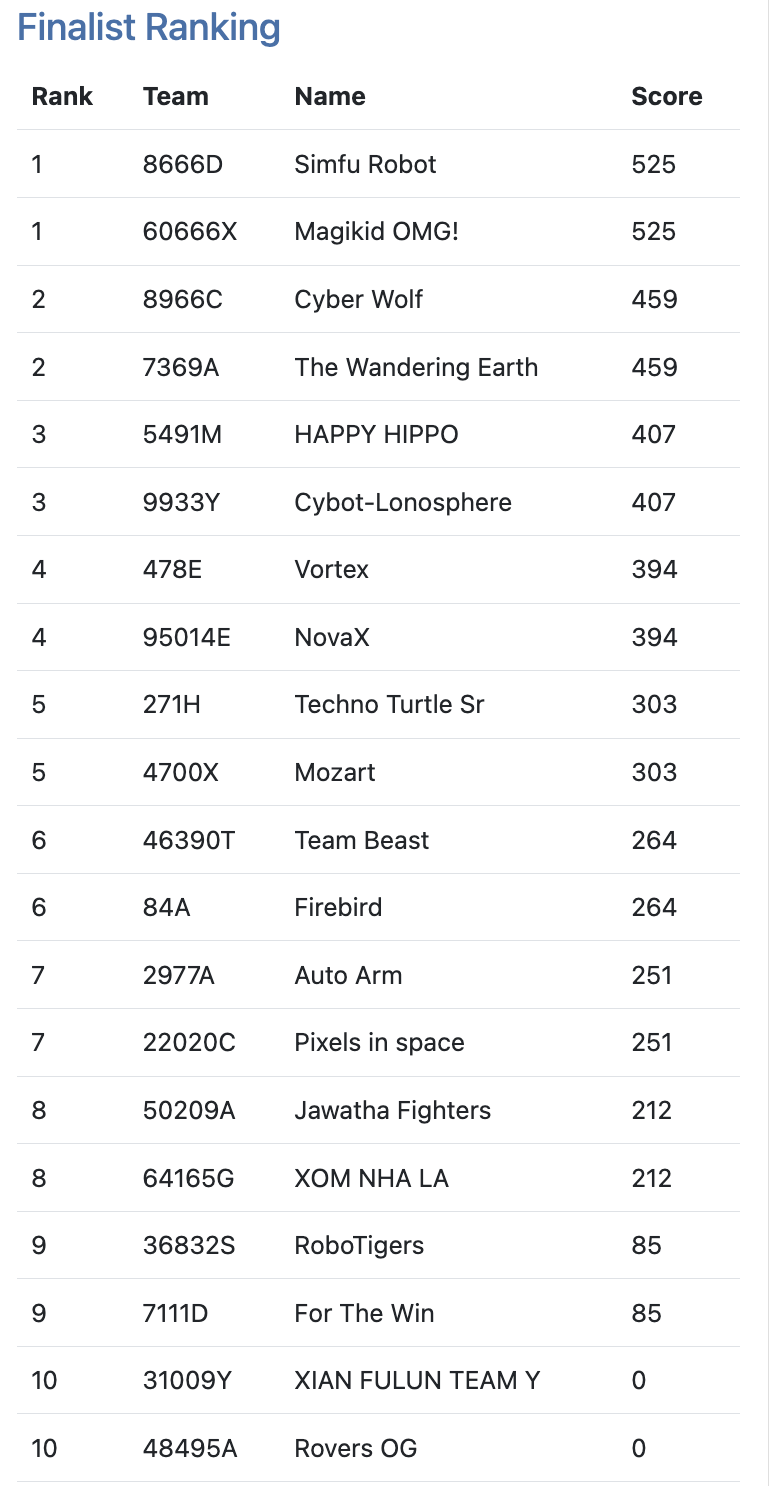 Finalist Ranking
Rank Team Name Score
1 8666D Simfu Robot 525
1 60666X Magikid OMG! 525
2 8966C Cyber Wolf 459
2 7369A The Wandering Earth 459
3 5491M HAPPY HIPPO 407
3 9933Y Cybot-Lonosphere 407
4 478E Vortex 394
4 95014E NovaX 394
5 271H Techno Turtle Sr 303
5 4700X Mozart 303
6 46390T Team Beast 264
6 84A Firebird 264
7 2977A Auto Arm 251
7 22020C Pixels in space 251
8 50209A Jawatha Fighters 212
8 64165G XOM NHA LA 212
9 36832S RoboTigers 85
9 7111D For The Win 85
10 31009Y XIAN FULUN TEAM Y 0
10 48495A Rovers OG 0